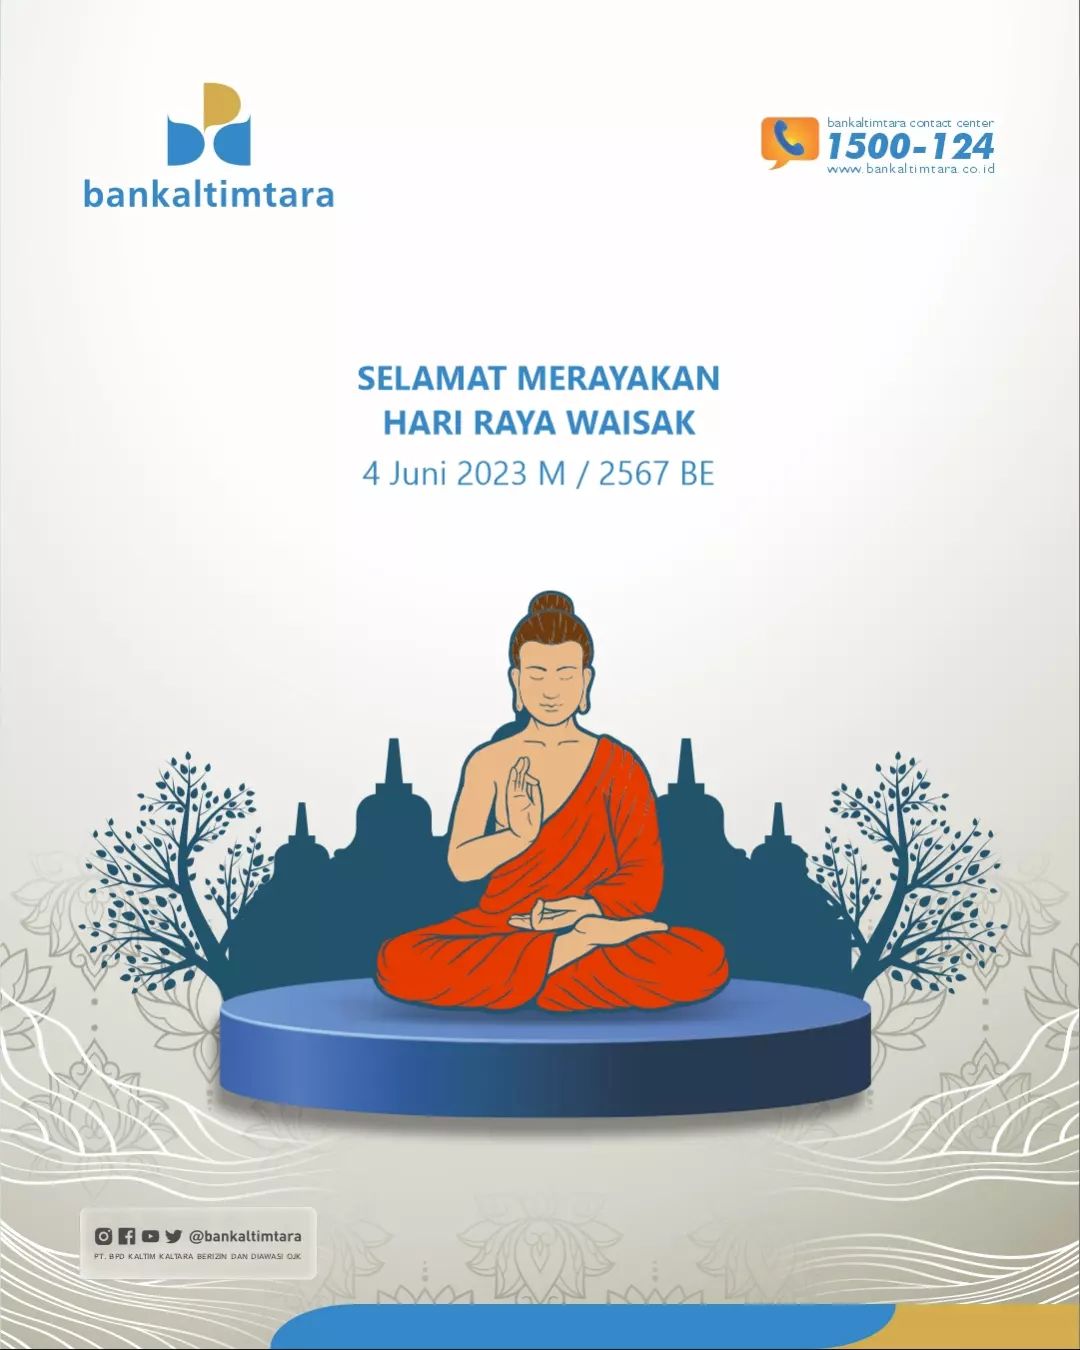 bankaltimtara
bankaltimtara contact center
1500-124
www.bankaltimtara.co.id
SELAMAT MERAYAKAN
HARI RAYA WAISAK
4 Juni 2023 M / 2567 BE
@bankaltimtara
PT. BPD KALTIM KALTARA BERIZIN DAN DIAWASI OJK